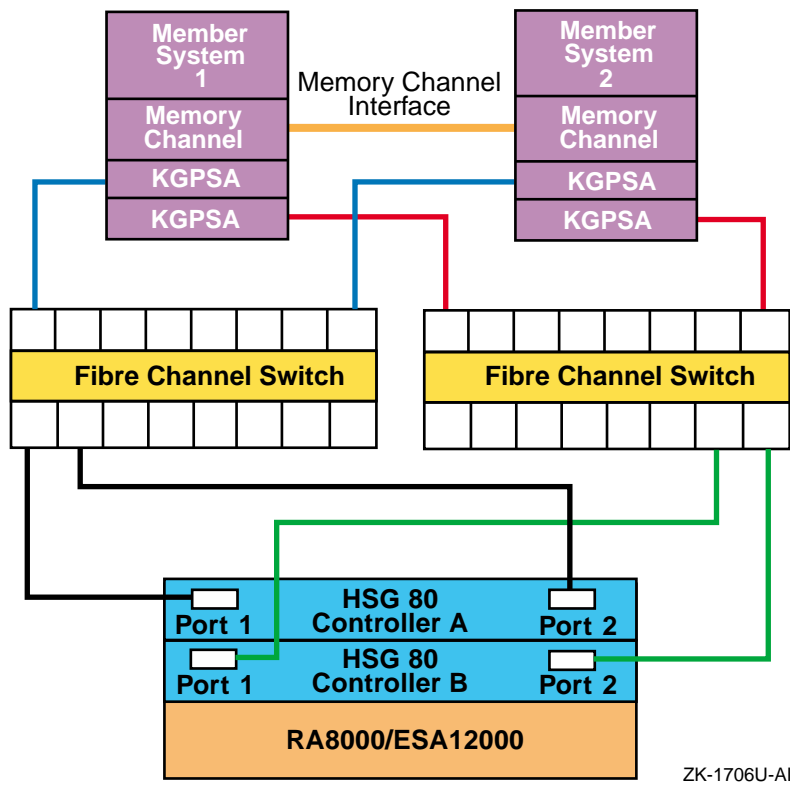 Member
System
1
Memory
Channel
KGPSA
KGPSA
Memory Channel
Interface
Member
System
2
Memory
Channel
KGPSA
KGPSA
Fibre Channel Switch
Fibre Channel Switch
HSG 80
Controller A
Port 1
Port 2
HSG 80
Controller B
Port 1
Port 2
RA8000/ESA12000
ZK-1706U-AI